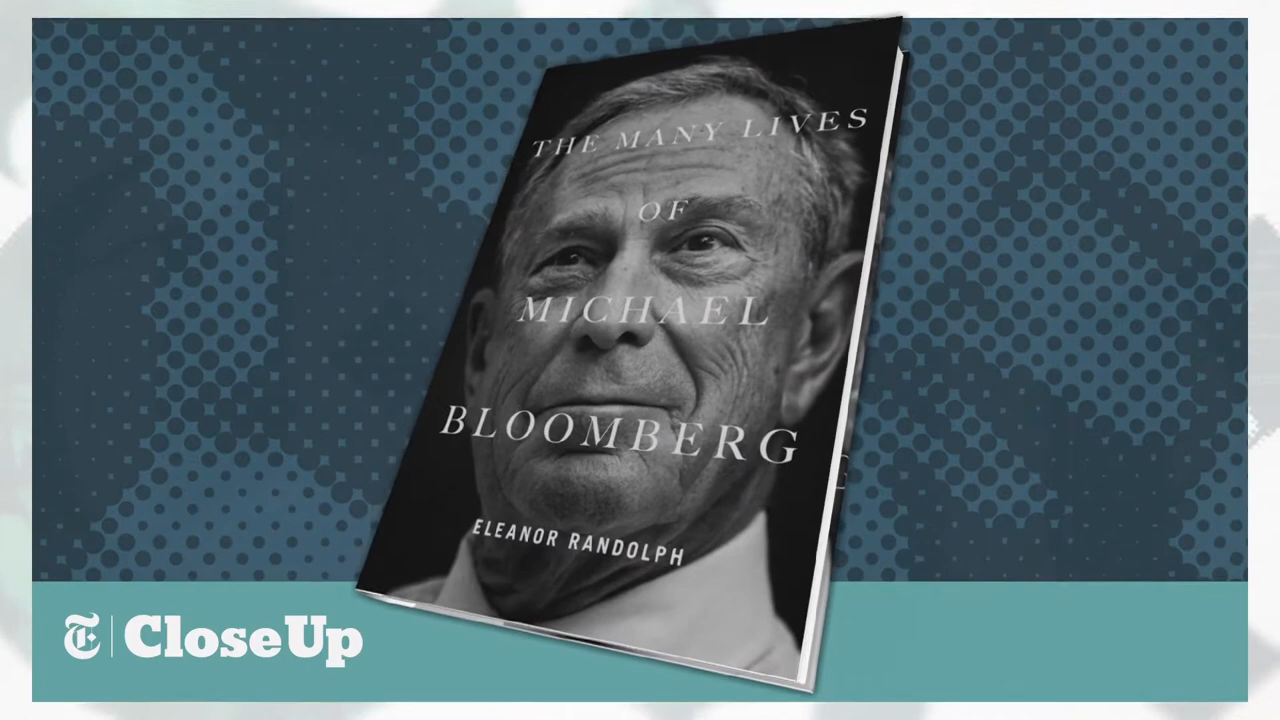 THE MANY LIVES
OF
MICHAEL
BLOOMBERG
ELEANOR RANDOLPH
T | CloseUp